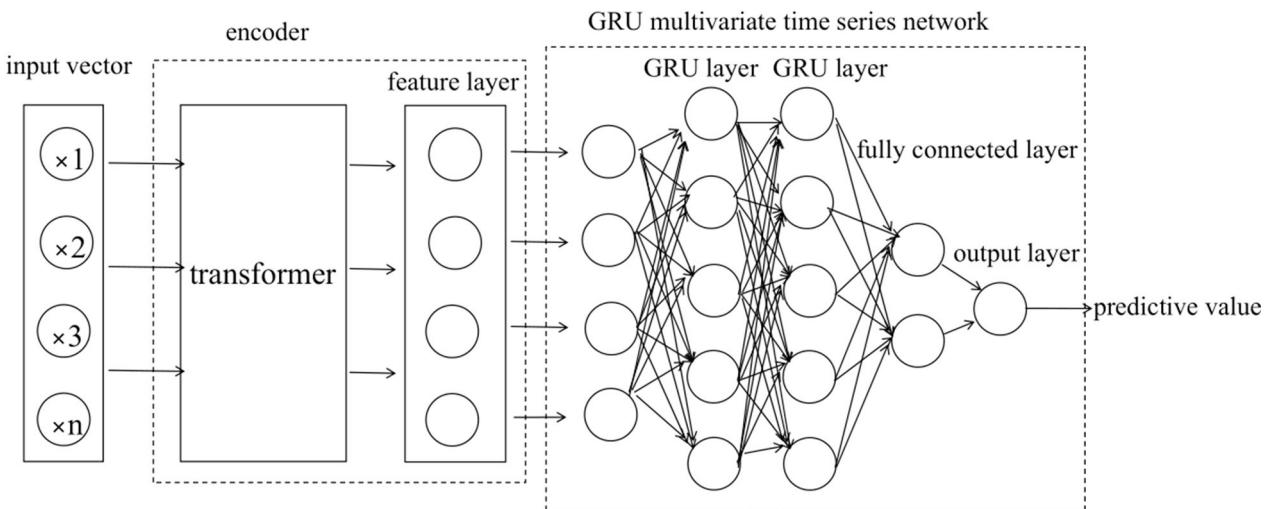 GRU multivariate time series network
encoder
input vector
feature layer
GRU layer
GRU layer
×1
×2
×3
×n
transformer
fully connected layer
output layer
predictive value